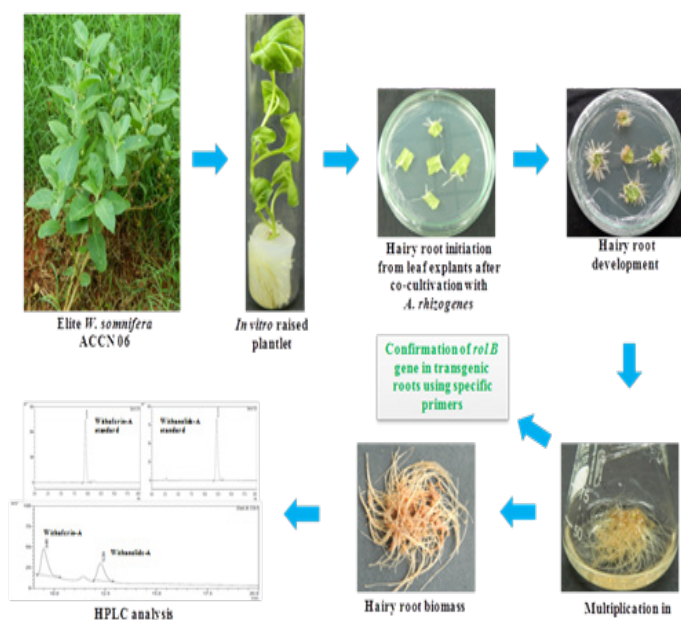 Elite W. somnifera
ACCN 06
In vitro raised
plantlet
Hairy root initiation
from leaf explants after
co-cultivation with
A. rhizogenes
Hairy root
development
Confirmation of rol B
gene in transgenic
roots using specific
primers
Withaferin-A
standard
Withanolide-A
standard
Withaferin-A
Withanolide-A
HPLC analysis
Hairy root biomass
Multiplication in